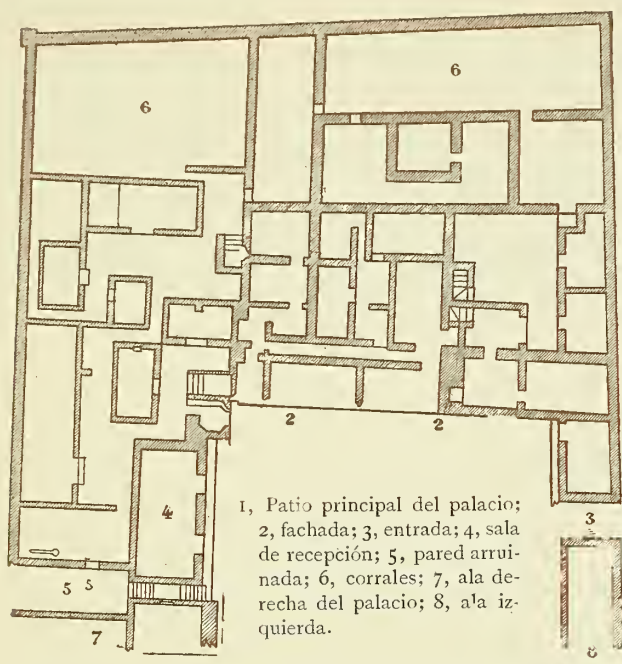 6
6
2
2
4
1, Patio principal del palacio;
2, fachada; 3, entrada; 4, sala
de recepción; 5, pared arrui-
nada; 6, corrales; 7, ala de-
recha del palacio; 8, ala iz-
quierda.
3
5 5
7
8